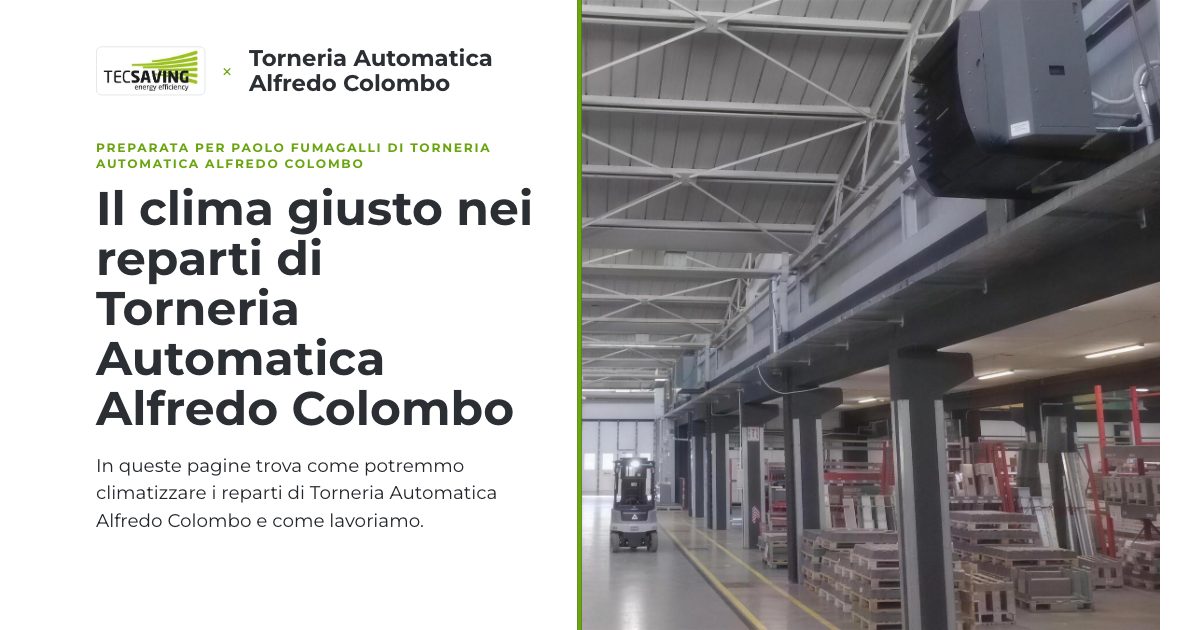 TECSAVING
energy efficiency
×
Torneria Automatica
Alfredo Colombo
PREPARATA PER PAOLO FUMAGALLI DI TORNERIA
AUTOMATICA ALFREDO COLOMBO
Il clima giusto nei
reparti di
Torneria
Automatica
Alfredo Colombo
In queste pagine trova come potremmo
climatizzare i reparti di Torneria Automatica
Alfredo Colombo e come lavoriamo.